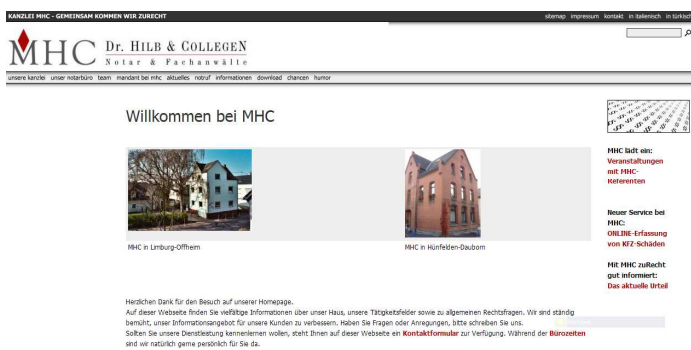 KANZLEI MHC - GEMEINSAM KOMMEN WIR ZURECHT
sitemap impressum kontakt in italienisch in türkisch
MHC DR. HILB & COLLEGEN
Notar & Fachanwälte
unsere kanzlei unser notarbüro team mandant bei mhc aktuelles notruf informationen download chancen humor
Willkommen bei MHC
MHC in Limburg-Offheim
MHC in Hünfelden-Dauborn
Herzlichen Dank für den Besuch auf unserer Homepage.
Auf dieser Webseite finden Sie vielfältige Informationen über unser Haus, unsere Tätigkeitsfelder sowie zu allgemeinen Rechtsfragen. Wir sind ständig
bemüht, unser Informationsangebot für unsere Kunden zu verbessern. Haben Sie Fragen oder Anregungen, bitte schreiben Sie uns.
Sollten Sie unsere Dienstleistung kennenlernen wollen, steht Ihnen auf dieser Webseite ein Kontaktformular zur Verfügung. Während der Bürozeiten
sind wir natürlich gerne persönlich für Sie da.
MHC lädt ein:
Veranstaltungen
mit MHC-
Referenten
Neuer Service bei
MHC:
ONLINE-Erfassung
von KFZ-Schäden
Mit MHC zuRecht
gut informiert:
Das aktuelle Urteil